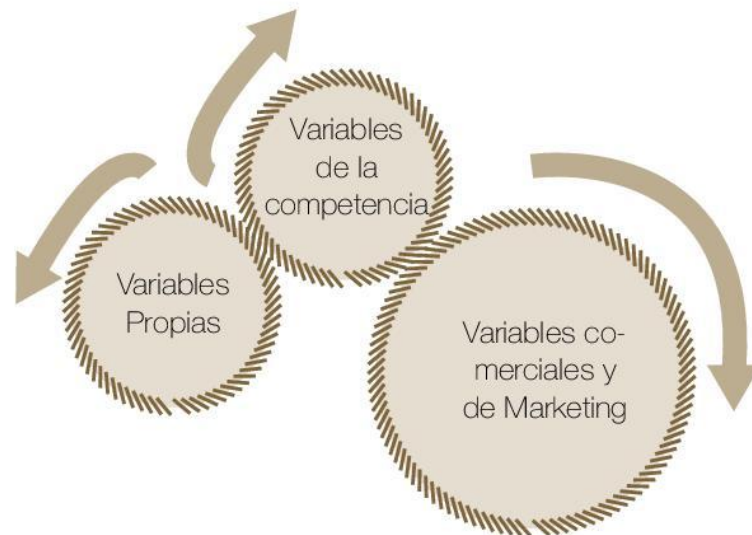 Variables
de la
competencia
Variables
Propias
Variables co-
merciales y
de Marketing